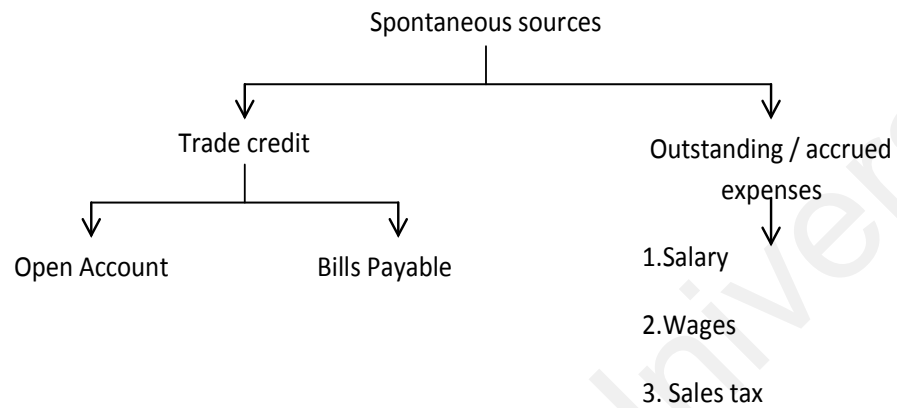 Spontaneous sources
Trade credit
Outstanding / accrued
expenses
Open Account
Bills Payable
1.Salary
2.Wages
3. Sales tax